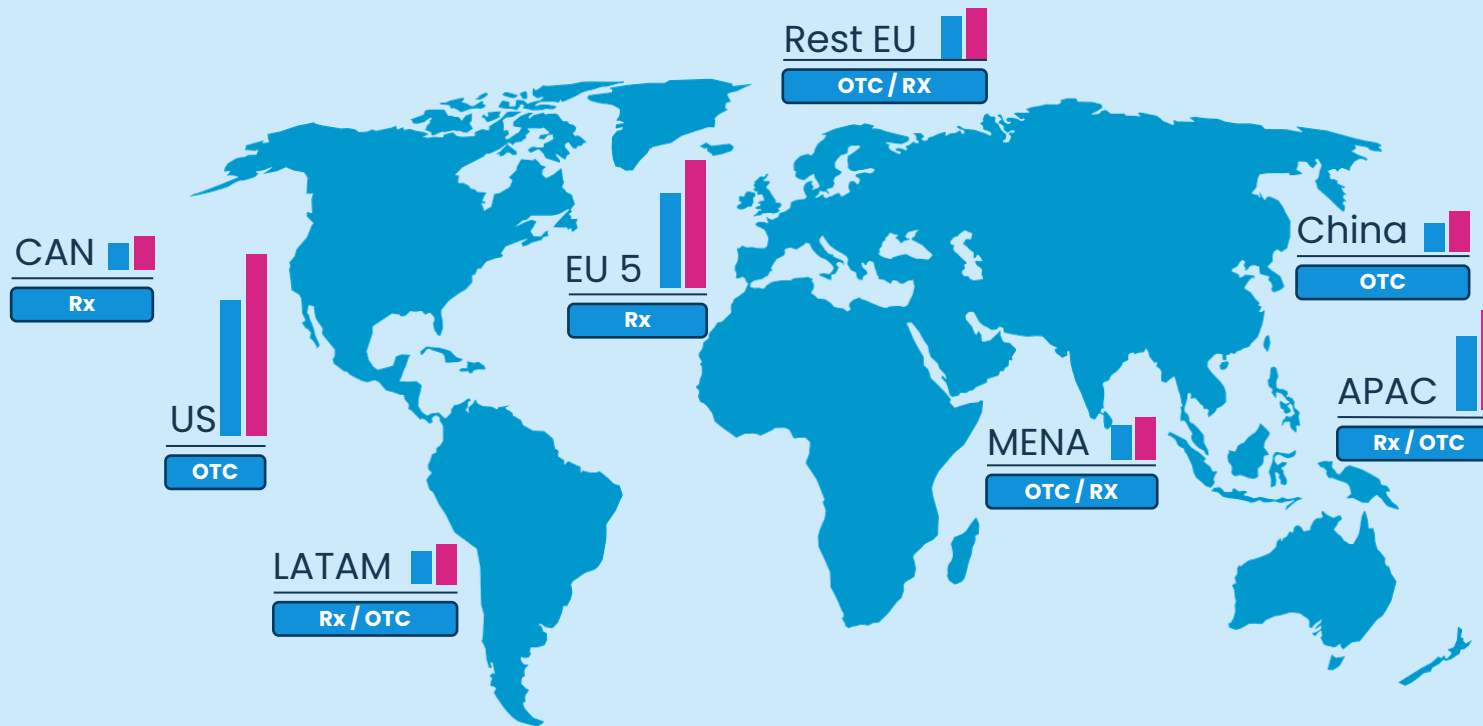 Rest EU
OTC / RX
CAN
Rx
EU 5
Rx
China
OTC
US
OTC
APAC
Rx / OTC
MENA
OTC / RX
LATAM
Rx / OTC